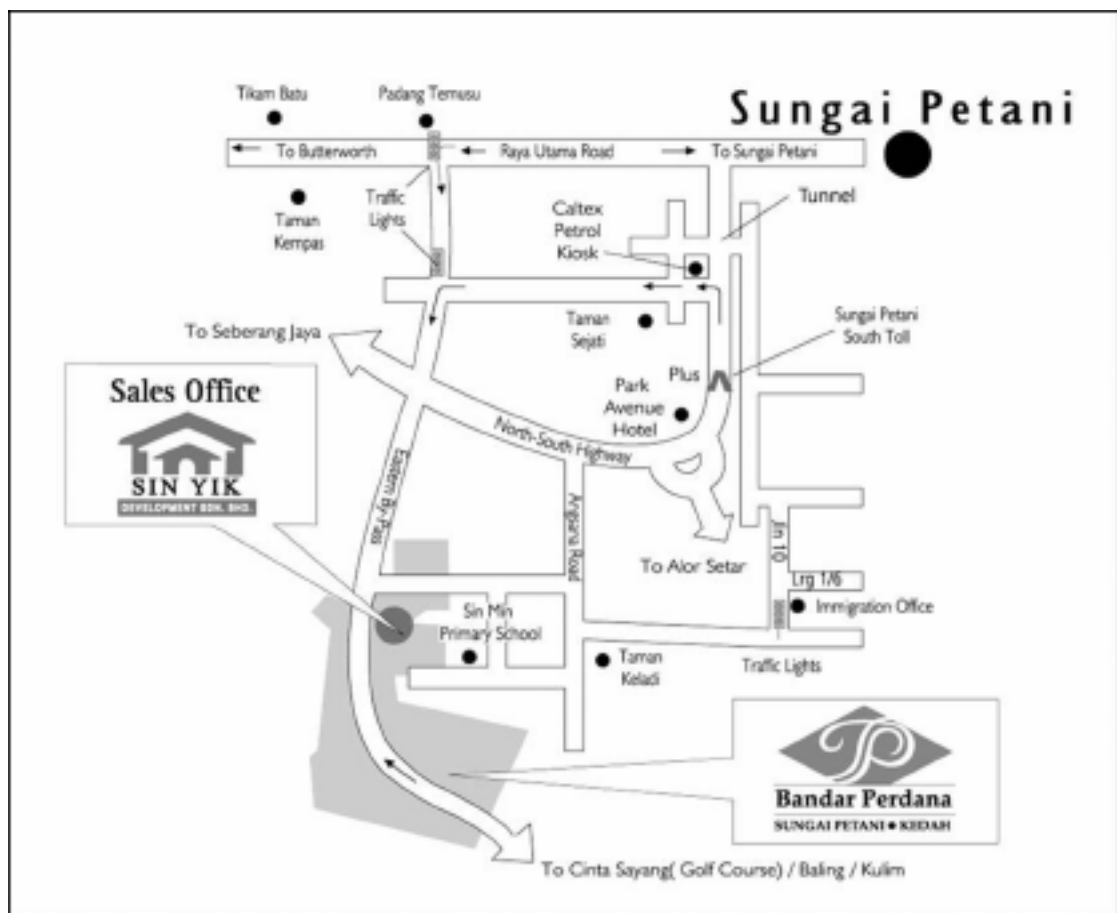 Tikam Batu
Padang Temusu
Sungai Petani
To Butterworth
Raya Utama Road
To Sungai Petani
Traffic
Lights
Taman
Kempas
Caltex
Petrol
Kiosk
Tunnel
To Seberang Jaya
Taman
Sejati
Sungai Petani
South Toll
Plus
Park
Avenue
Hotel
Sales Office
SIN YIK
DEVELOPMENT SDN. BHD.
North-South Highway
Eastern By-Pass
Angsana Road
Jln 10
To Alor Setar
Lrg 1/6
Immigration Office
Sin Min
Primary School
Taman
Keladi
Traffic Lights
Bandar Perdana
SUNGAI PETANI ● KEDAH
To Cinta Sayang( Golf Course) / Baling / Kulim